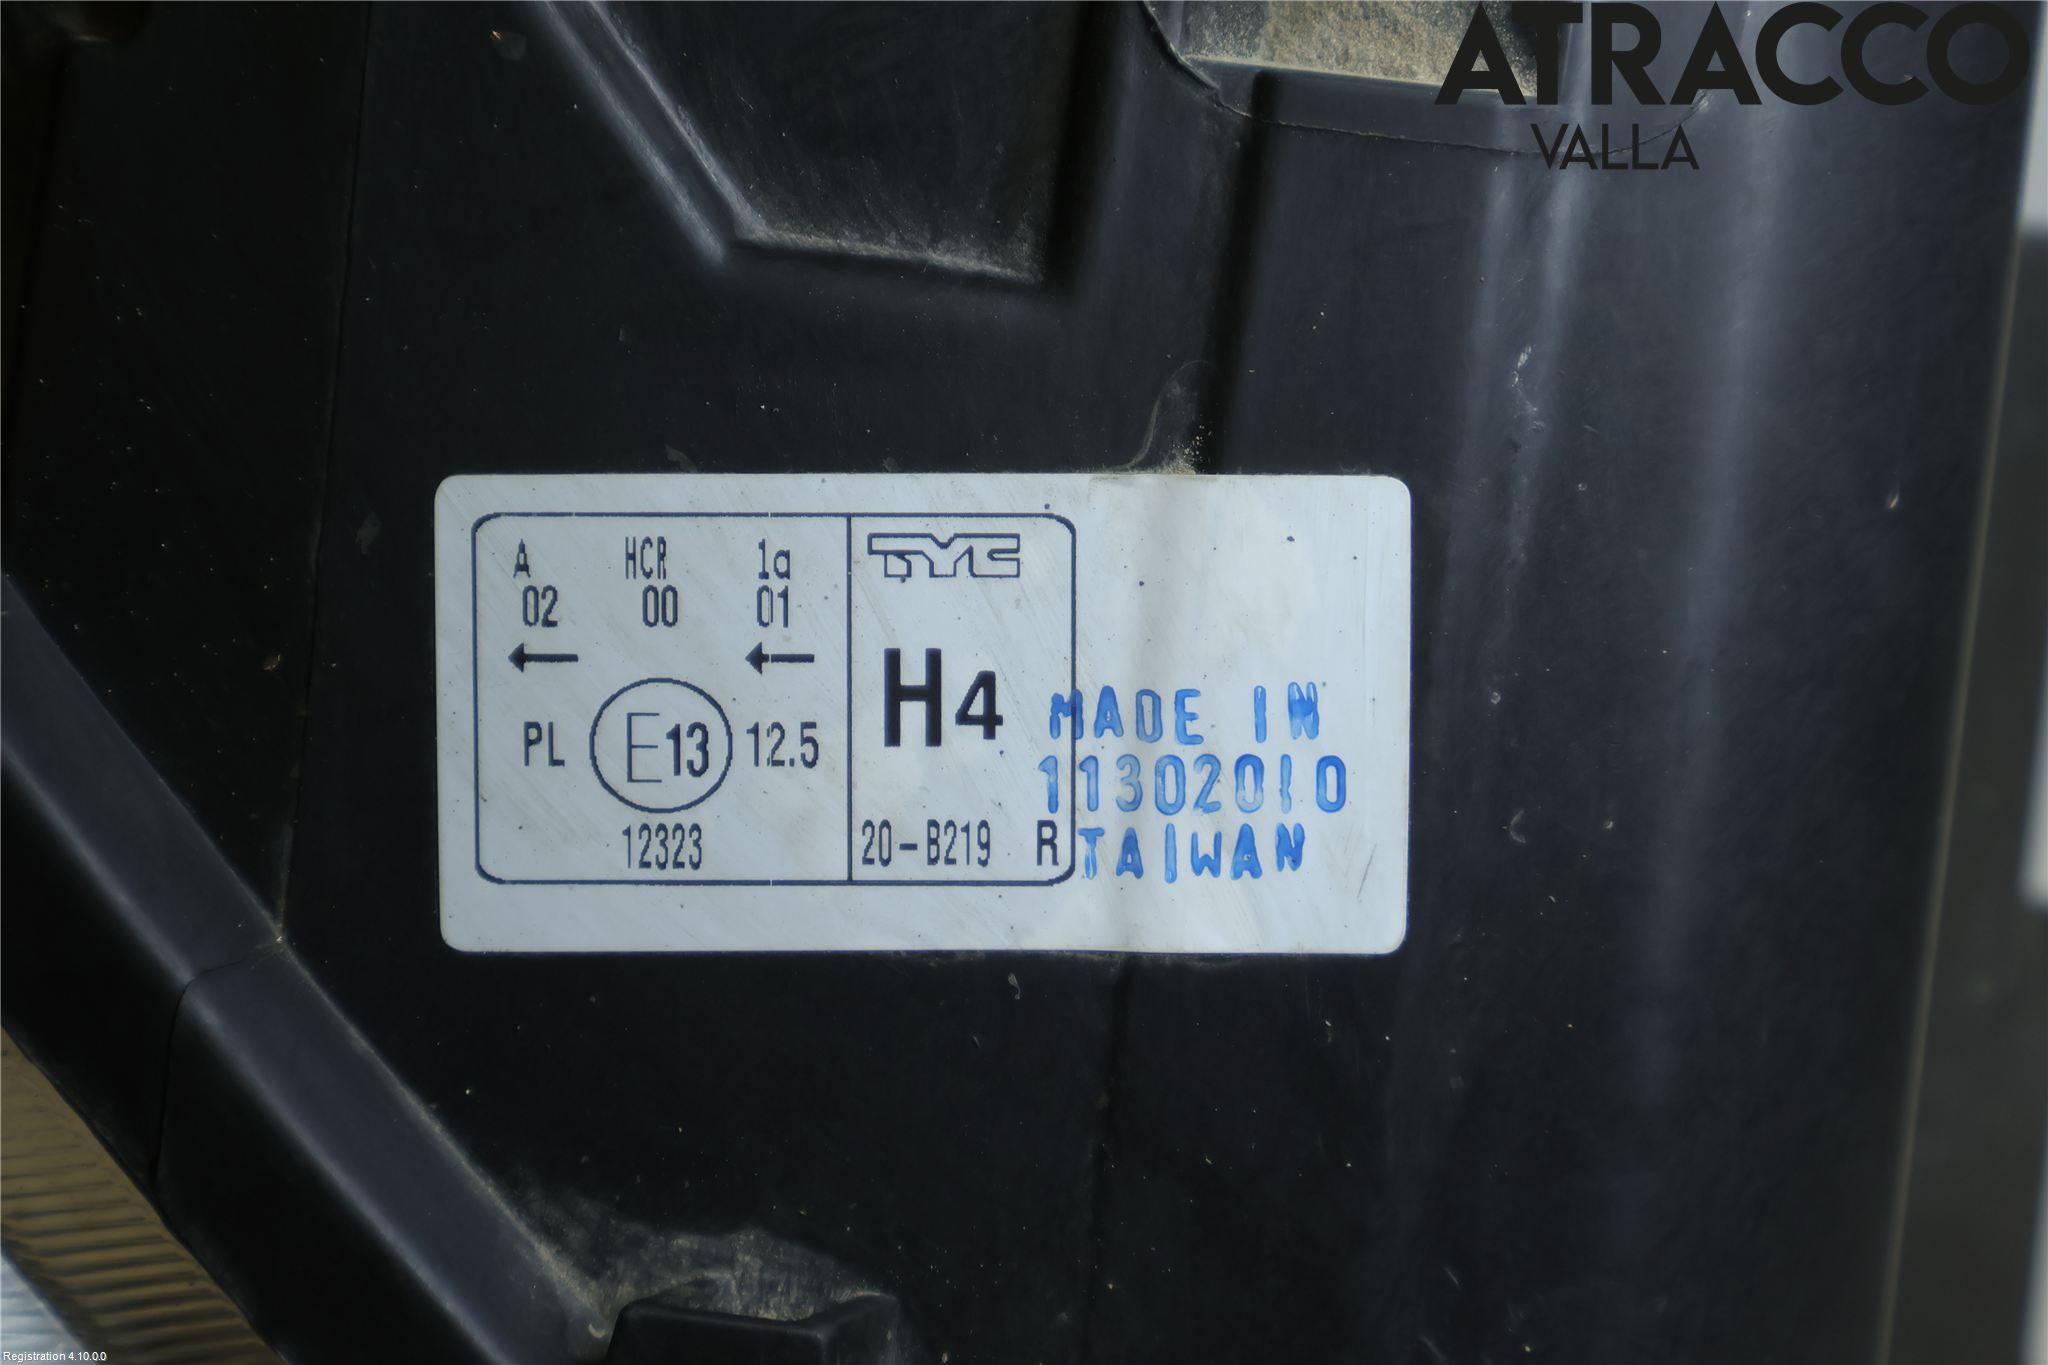 ATRACCO
VALLA
A HCR 1a
02 00 01
PL E13 12.5
12323
TYC
H4
20-B219 R
MADE IN
11302010
TAIWAN
Registration 4.10.0.0